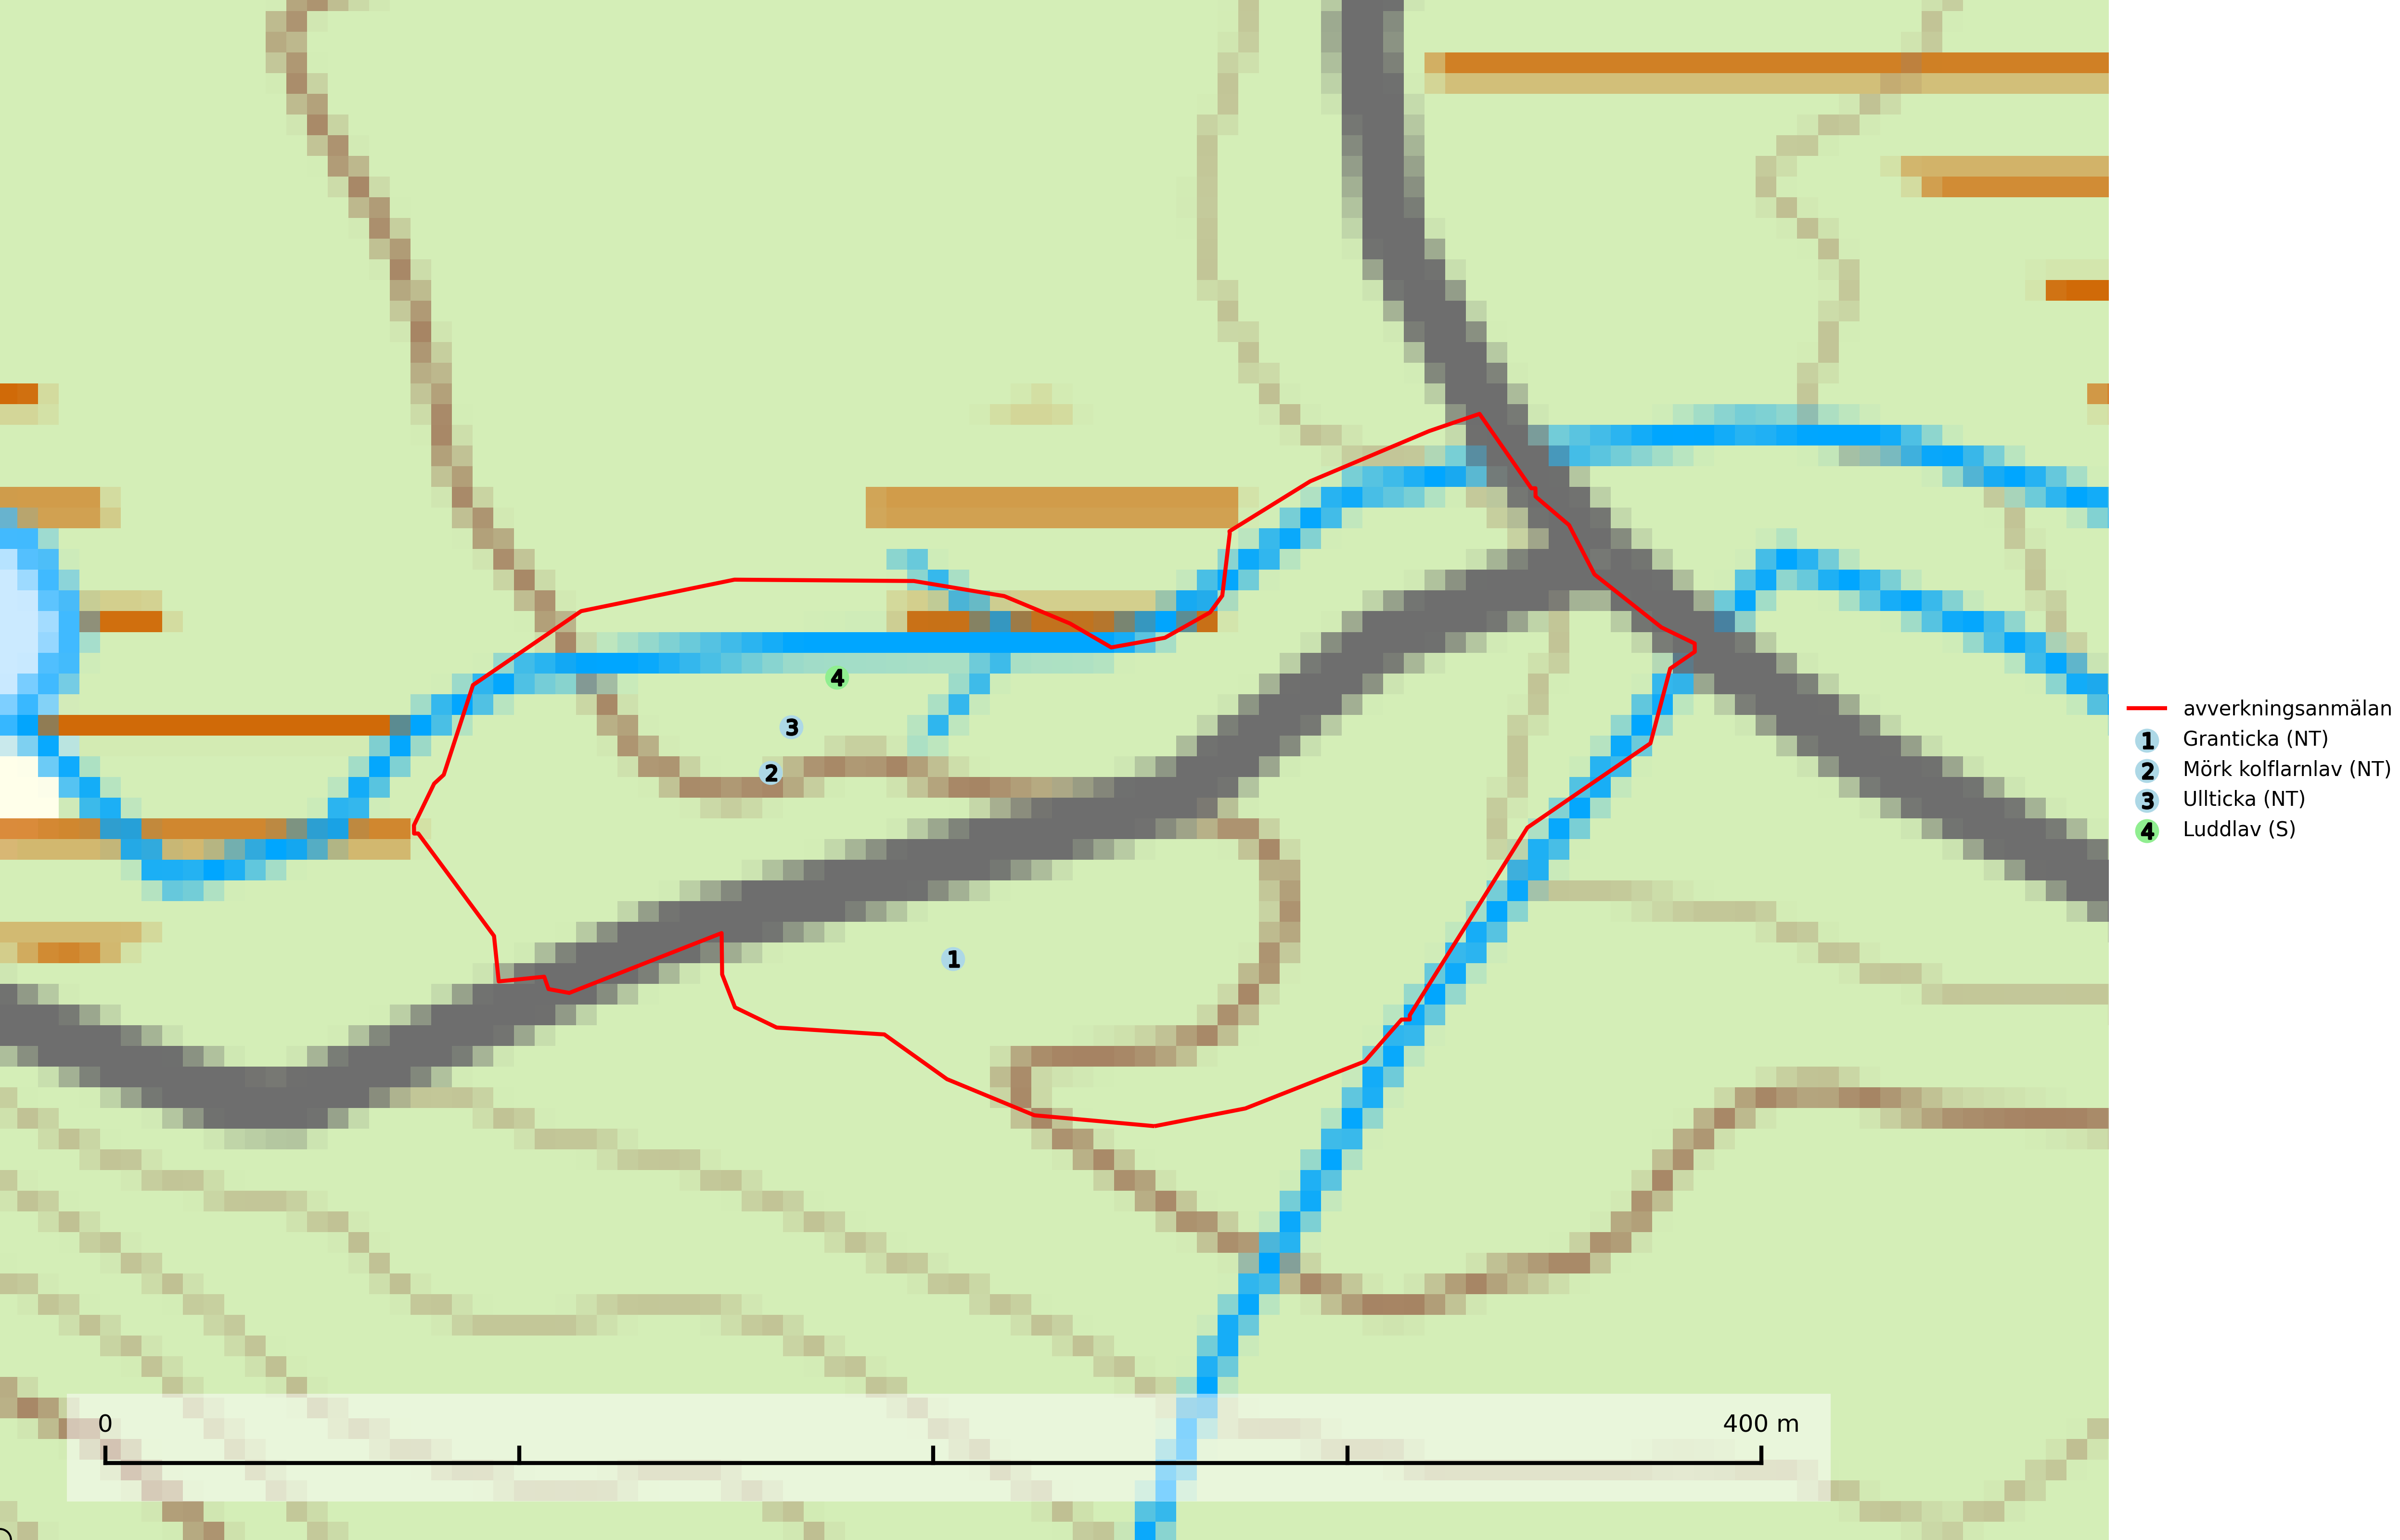 4
3
2
1
avverkningsanmälan
1 Granticka (NT)
2 Mörk kolflarnlav (NT)
3 Ullticka (NT)
4 Luddlav (S)
0 400 m